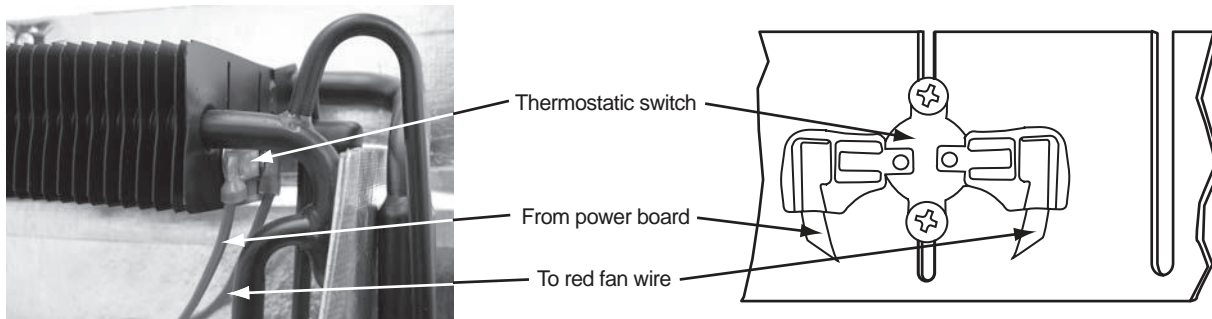 Thermostatic switch
From power board
To red fan wire